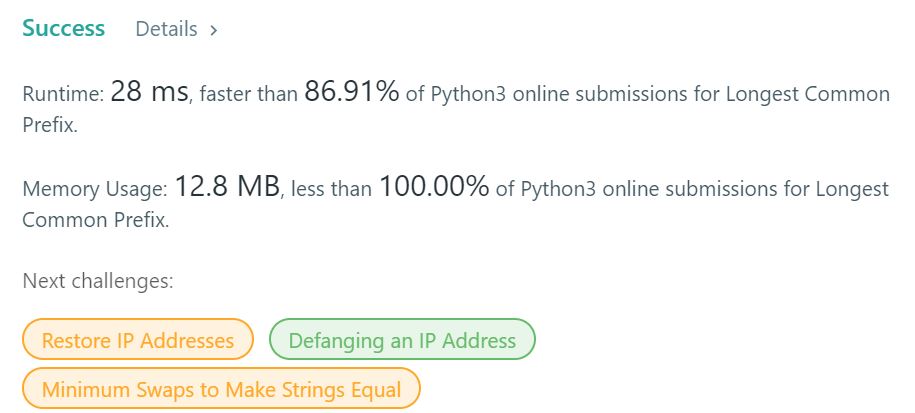 Success Details >
Runtime: 28 ms, faster than 86.91% of Python3 online submissions for Longest Common
Prefix.
Memory Usage: 12.8 MB, less than 100.00% of Python3 online submissions for Longest
Common Prefix.
Next challenges:
Restore IP Addresses Defanging an IP Address
Minimum Swaps to Make Strings Equal